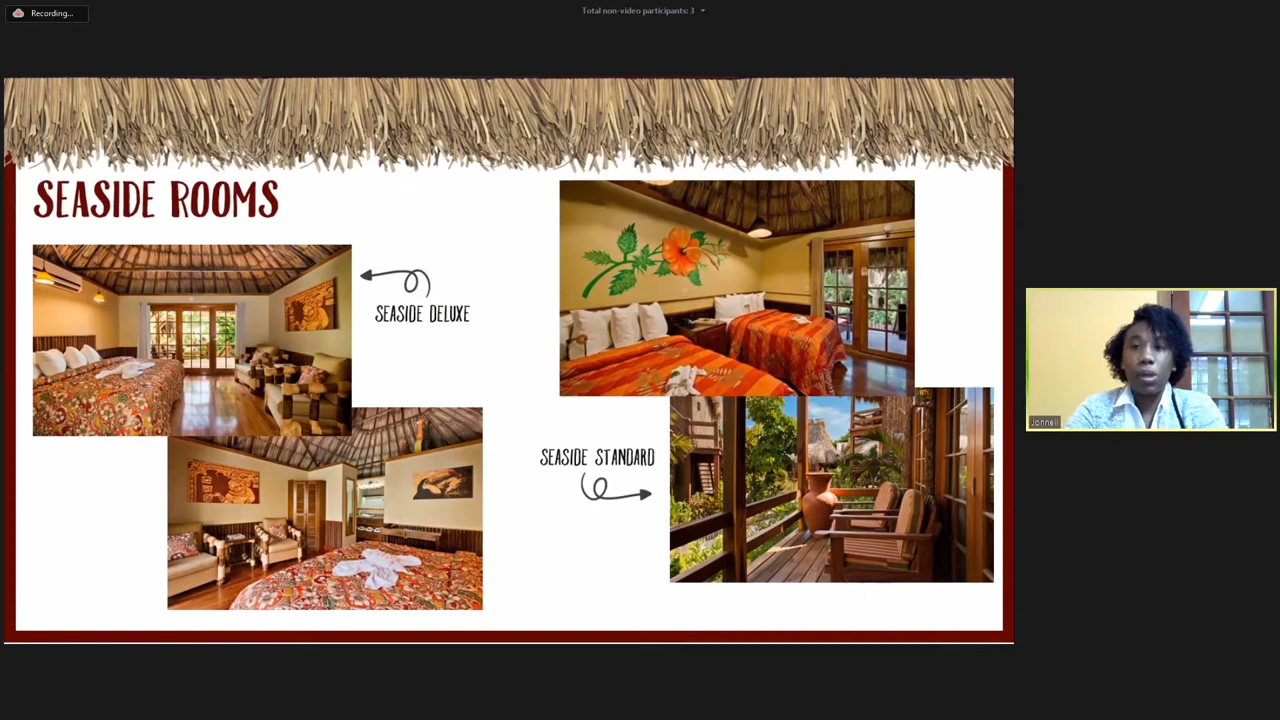 Recording...
Total non-video participants: 3
SEASIDE ROOMS
SEASIDE DELUXE
SEASIDE STANDARD
Jonnell